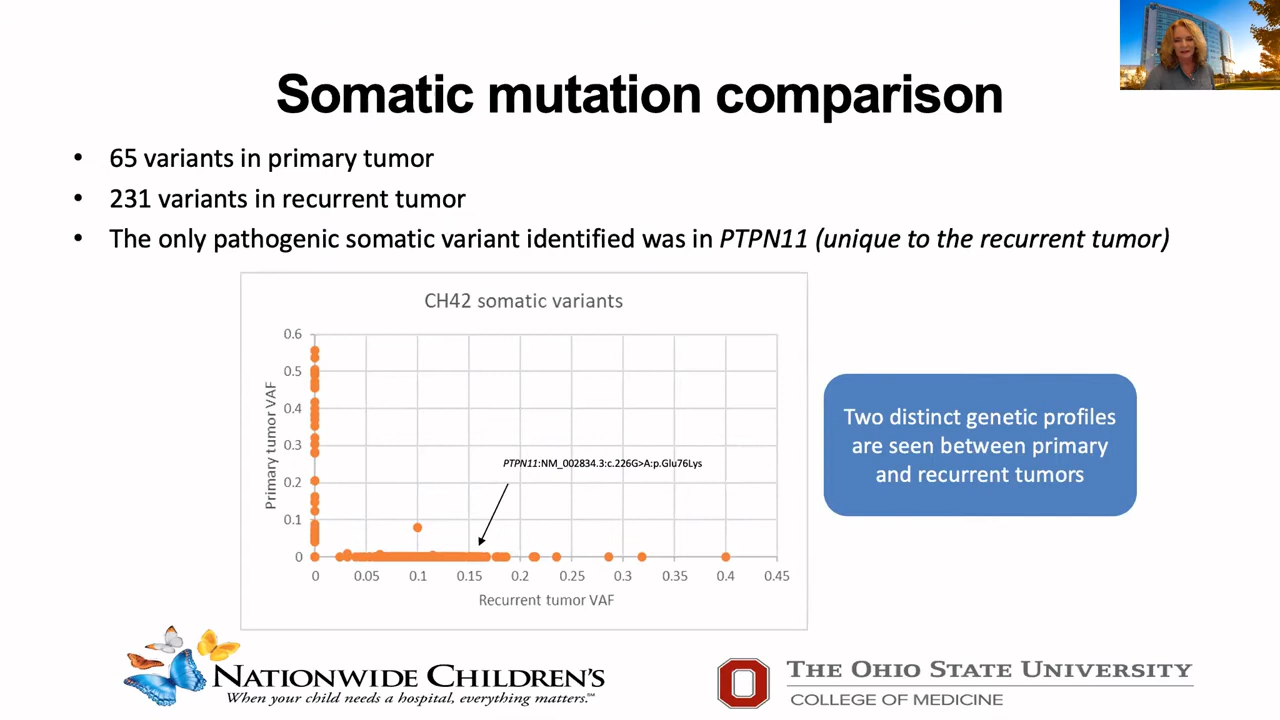 Somatic mutation comparison
• 65 variants in primary tumor
• 231 variants in recurrent tumor
• The only pathogenic somatic variant identified was in PTPN11 (unique to the recurrent tumor)
CH42 somatic variants
Primary tumor VAF
0.6
0.5
0.4
0.3
0.2
0.1
0
PTPN11:NM_002834.3:c.226G>A:p.Glu76Lys
0 0.05 0.1 0.15 0.2 0.25 0.3 0.35 0.4 0.45
Recurrent tumor VAF
Two distinct genetic profiles
are seen between primary
and recurrent tumors
NATIONWIDE CHILDREN'S
When your child needs a hospital, everything matters.℠
THE OHIO STATE UNIVERSITY
COLLEGE OF MEDICINE